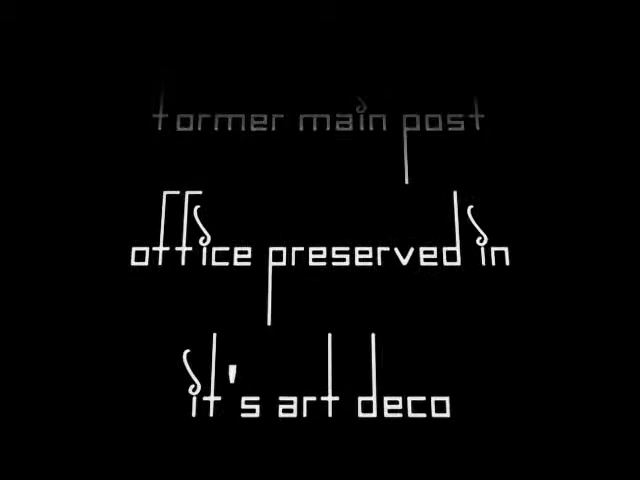 former main post
office preserved in
it's art deco